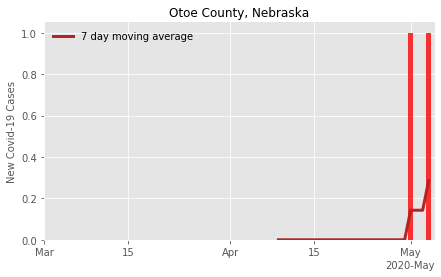 Otoe County, Nebraska
7 day moving average
New Covid-19 Cases
1.0
0.8
0.6
0.4
0.2
0.0
Mar
15
Apr
15
May
2020-May